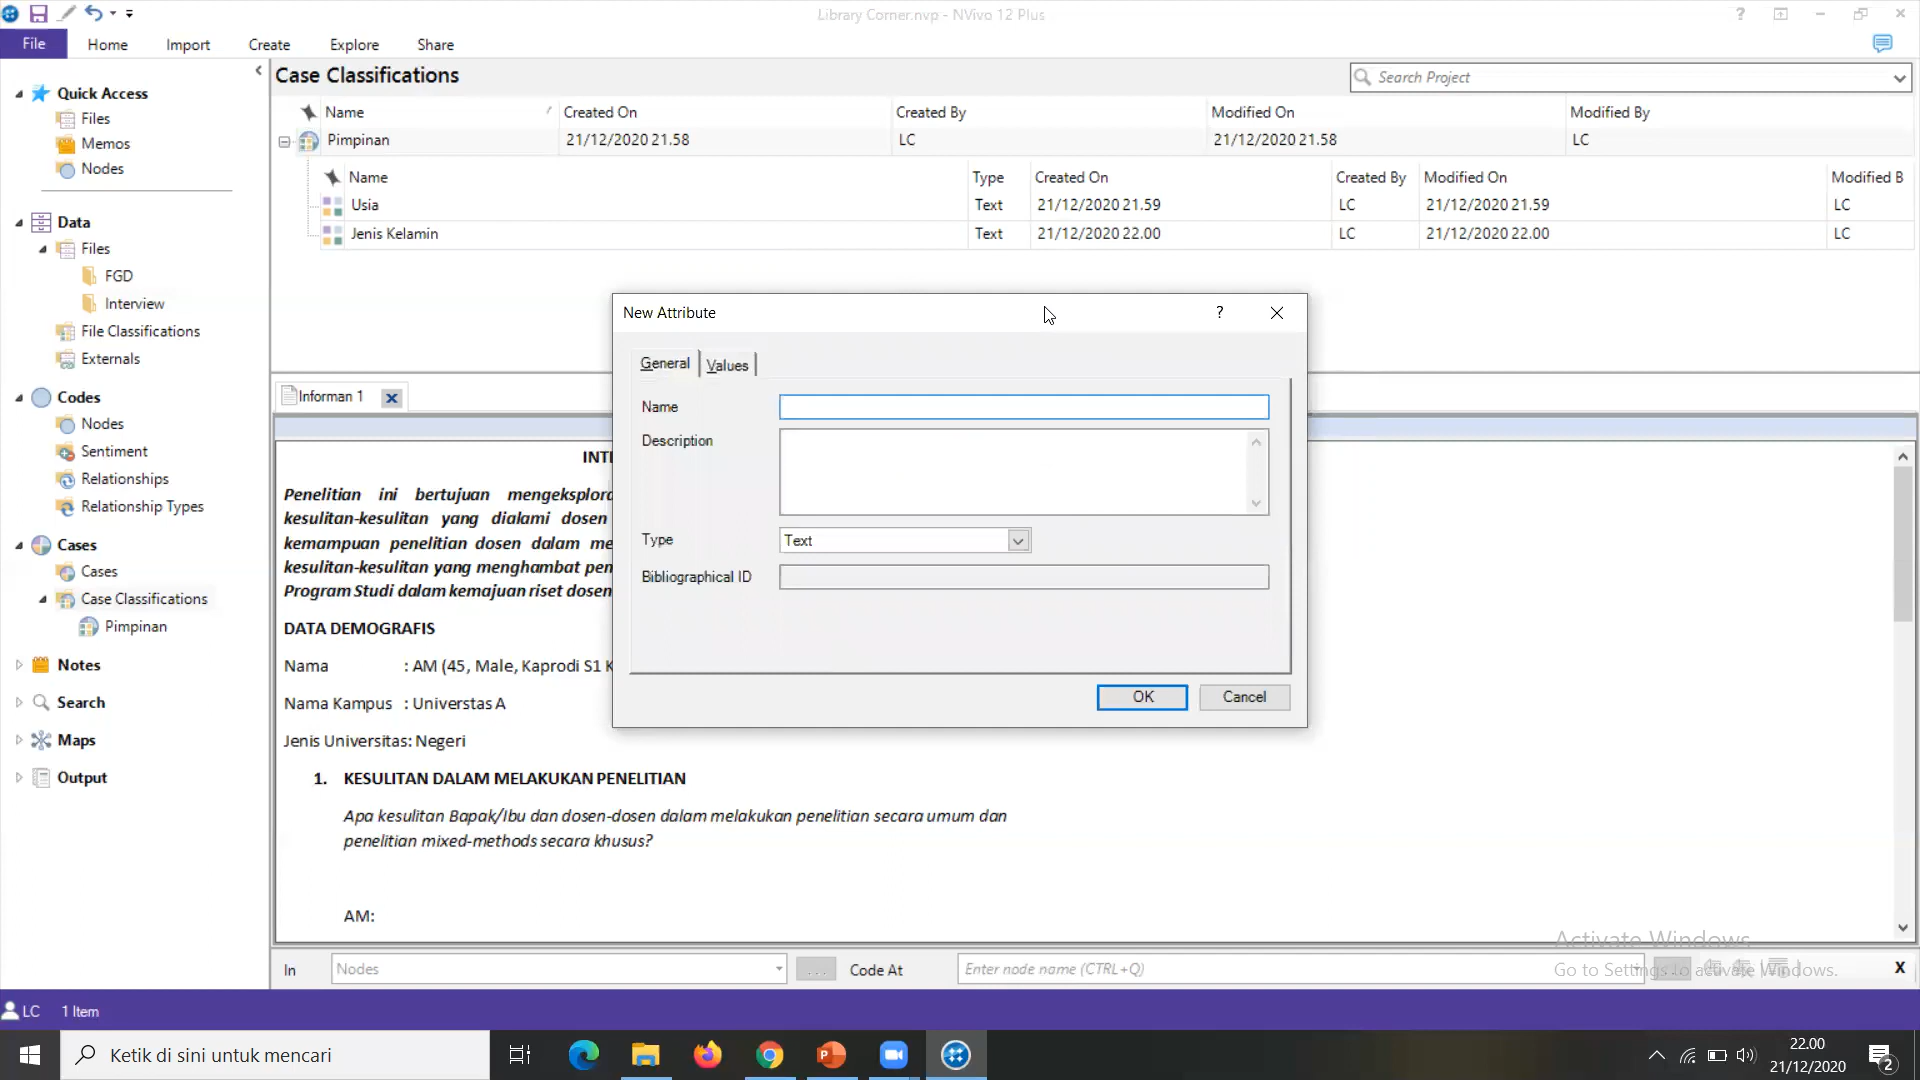 Library Corner.nvp - NVivo 12 Plus
File Home Import Create Explore Share
Quick Access
Files
Memos
Nodes
Data
Files
FGD
Interview
File Classifications
Externals
Codes
Nodes
Sentiment
Relationships
Relationship Types
Cases
Cases
Case Classifications
Pimpinan
Notes
Search
Maps
Output
Case Classifications
Search Project
Name Created On Created By Modified On Modified By
Pimpinan 21/12/2020 21.58 LC 21/12/2020 21.58 LC
Name Type Created On Created By Modified On Modified B
Usia Text 21/12/2020 21.59 LC 21/12/2020 21.59 LC
Jenis Kelamin Text 21/12/2020 22.00 LC 21/12/2020 22.00 LC
New Attribute ?
General Values
Name
Description
Type Text
Bibliographical ID
OK Cancel
Informan 1
INT
Penelitian ini bertujuan mengeksplora
kesulitan-kesulitan yang dialami dosen
kemampuan penelitian dosen dalam me
kesulitan-kesulitan yang menghambat pen
Program Studi dalam kemajuan riset dosen
DATA DEMOGRAFIS
Nama : AM (45, Male, Kaprodi S1 K
Nama Kampus : Universtas A
Jenis Universitas: Negeri
1. KESULITAN DALAM MELAKUKAN PENELITIAN
Apa kesulitan Bapak/Ibu dan dosen-dosen dalam melakukan penelitian secara umum dan
penelitian mixed-methods secara khusus?
AM:
Activate Windows
Go to Settings to activate Windows.
In Nodes ... Code At Enter node name (CTRL+Q) X
LC 1 Item
Ketik di sini untuk mencari
22.00
21/12/2020
2